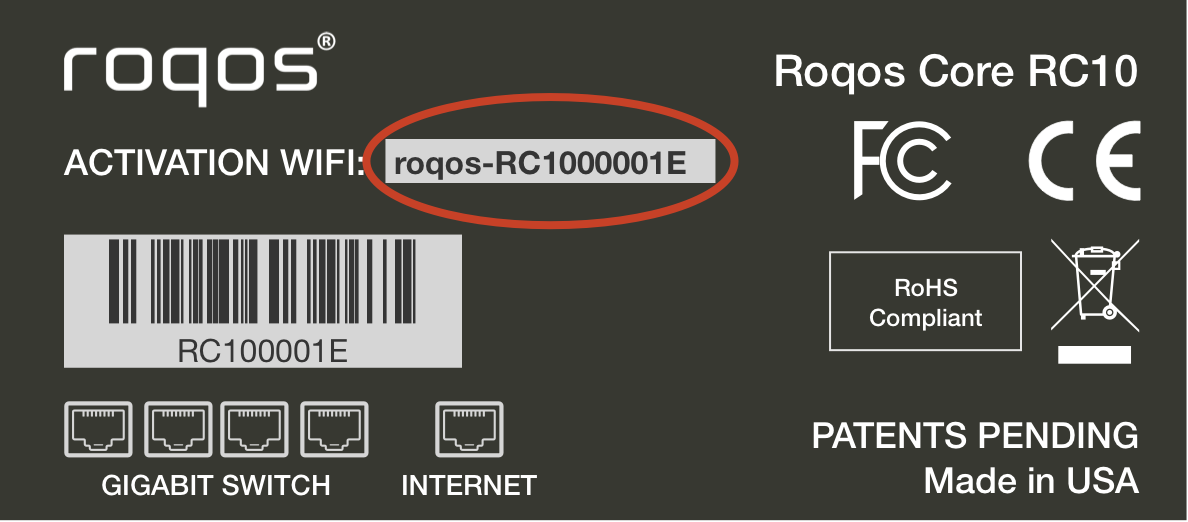 roqos®
Roqos Core RC10
FC CE
ACTIVATION WIFI: roqos-RC1000001E
RC100001E
RoHS
Compliant
GIGABIT SWITCH
INTERNET
PATENTS PENDING
Made in USA